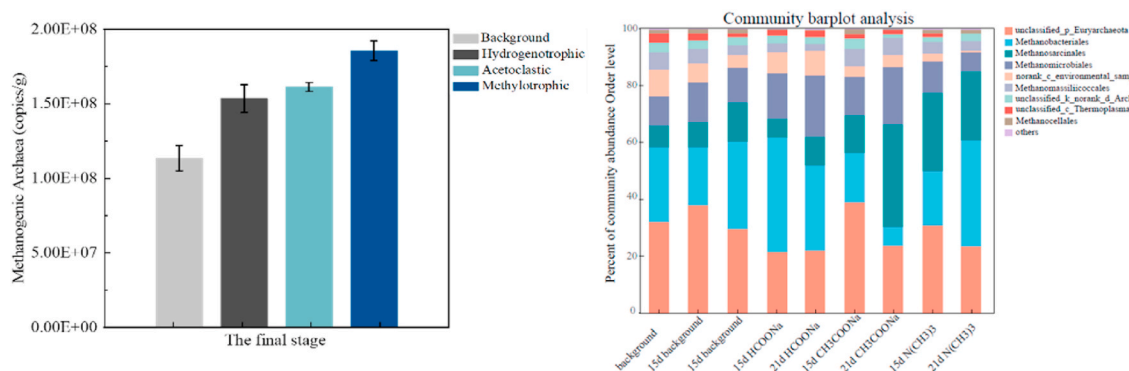 2.00E+08
1.50E+08
1.00E+08
5.00E+07
0.00E+00
Methanogenic Archaea (copies/g)
Background
Hydrogenotrophic
Acetoclastic
Methylotrophic
The final stage
Community barplot analysis
Percent of community abundance Order level
100
80
60
40
20
0
background
15d background
15d background
15d HCOONa
21d HCOONa
15d CH3COONa
21d CH3COONa
15d N(CH3)3
21d N(CH3)3
unclassified_p_Euryarchaeota
Methanobacteriales
Methanosarcinales
Methanomicrobiales
norank_c_environmental_sam
Methanomassiliicoccales
unclassified_k_norank_d_Arch
unclassified_c_Thermoplasma
Methanocellales
others